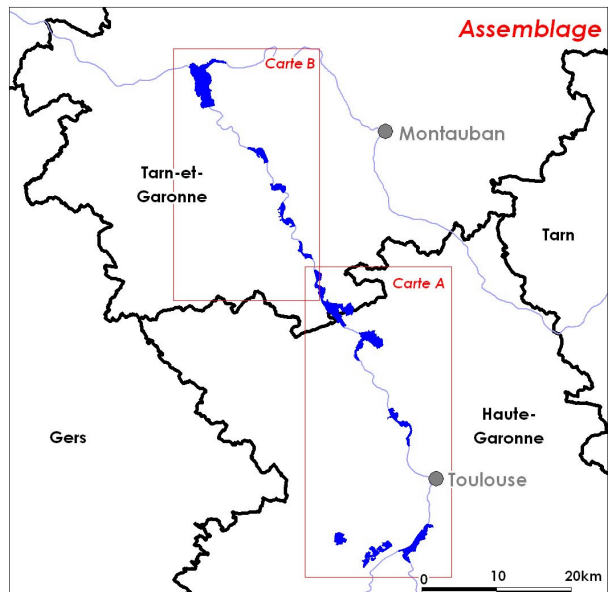 Assemblage
Carte B
Montauban
Tarn-et-
Garonne
Tarn
Carte A
Haute-
Garonne
Gers
Toulouse
0 10 20km